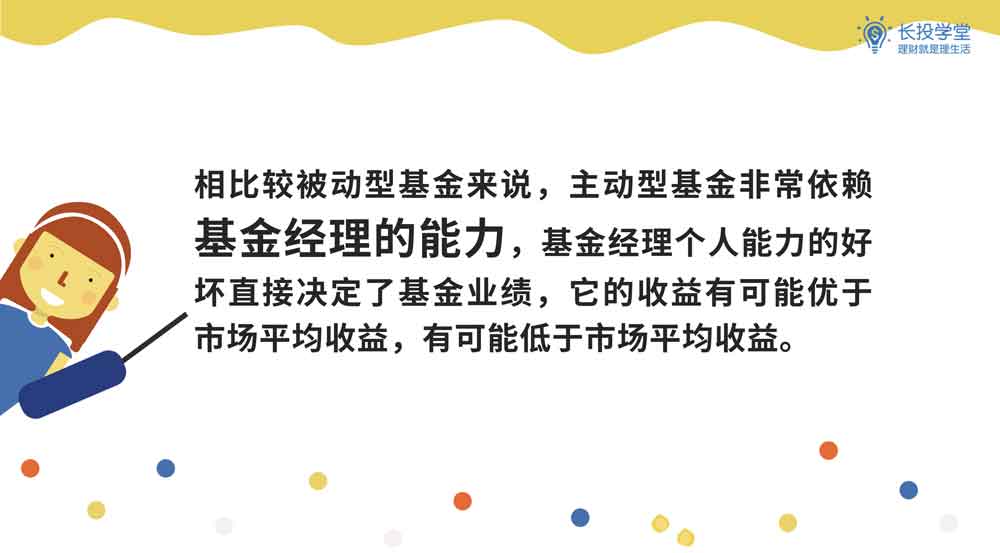 长投学堂
理财就是理生活
相比较被动型基金来说，主动型基金非常依赖
基金经理的能力，基金经理个人能力的好
坏直接决定了基金业绩，它的收益有可能优于
市场平均收益，有可能低于市场平均收益。